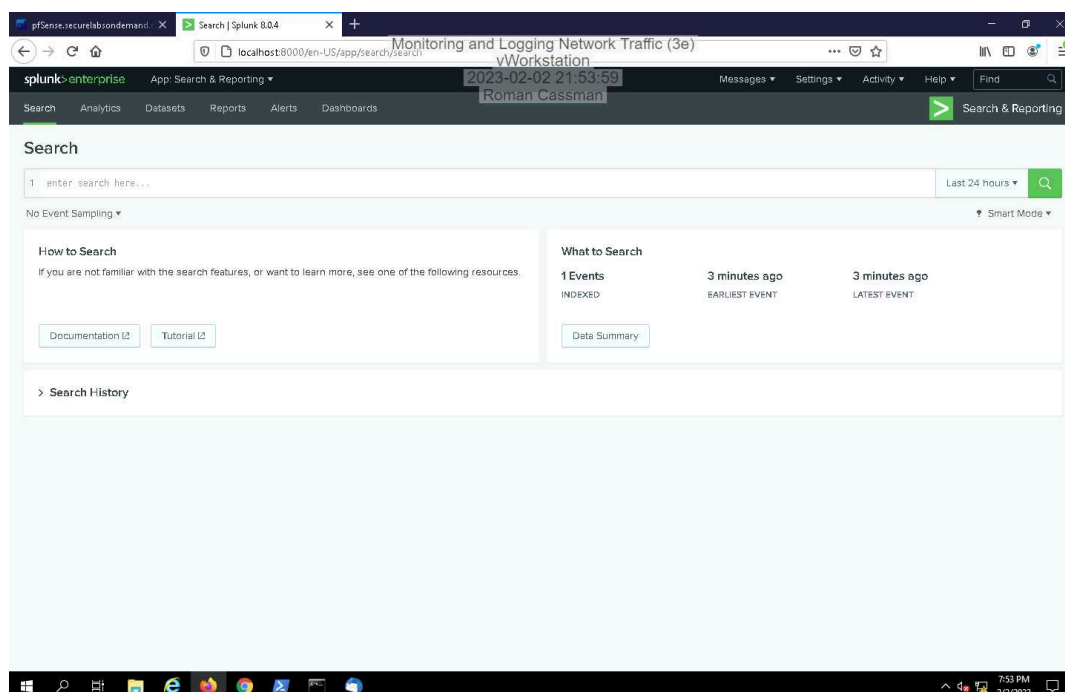 pfSense.securelabsondemand.
Search | Splunk 8.0.4
localhost:8000/en-US/app/search/search
Monitoring and Logging Network Traffic (3e)
vWorkstation
2023-02-02 21:53:59
Roman Cassman
splunk>enterprise App: Search & Reporting Messages Settings Activity Help Find
Search Analytics Datasets Reports Alerts Dashboards Search & Reporting
Search
1 enter search here... Last 24 hours
No Event Sampling Smart Mode
How to Search
If you are not familiar with the search features, or want to learn more, see one of the following resources.
Documentation Tutorial
What to Search
1 Events 3 minutes ago 3 minutes ago
INDEXED EARLIEST EVENT LATEST EVENT
Data Summary
> Search History
7:53 PM